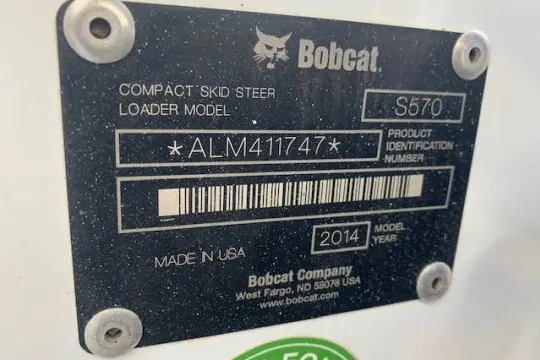 Bobcat.
COMPACT SKID STEER
LOADER MODEL
S570
*ALM411747*
PRODUCT
IDENTIFICATION
NUMBER
MADE IN USA
2014
MODEL
YEAR
Bobcat Company
West Fargo, ND 58078 USA
www.bobcat.com